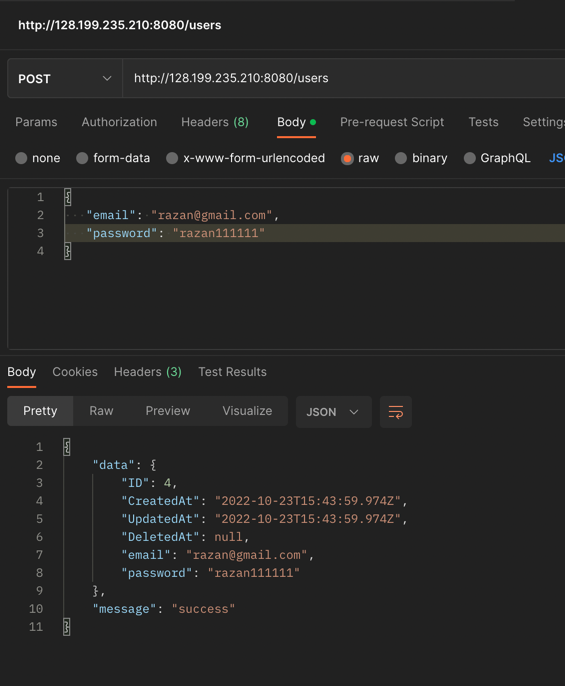 http://128.199.235.210:8080/users
POST http://128.199.235.210:8080/users
Params Authorization Headers (8) Body Pre-request Script Tests Settings
none form-data x-www-form-urlencoded raw binary GraphQL JS
1 {
2 "email": "razan@gmail.com",
3 "password": "razan111111"
4 }
Body Cookies Headers (3) Test Results
Pretty Raw Preview Visualize JSON
1 {
2 "data": {
3 "ID": 4,
4 "CreatedAt": "2022-10-23T15:43:59.974Z",
5 "UpdatedAt": "2022-10-23T15:43:59.974Z",
6 "DeletedAt": null,
7 "email": "razan@gmail.com",
8 "password": "razan111111"
9 },
10 "message": "success"
11 }